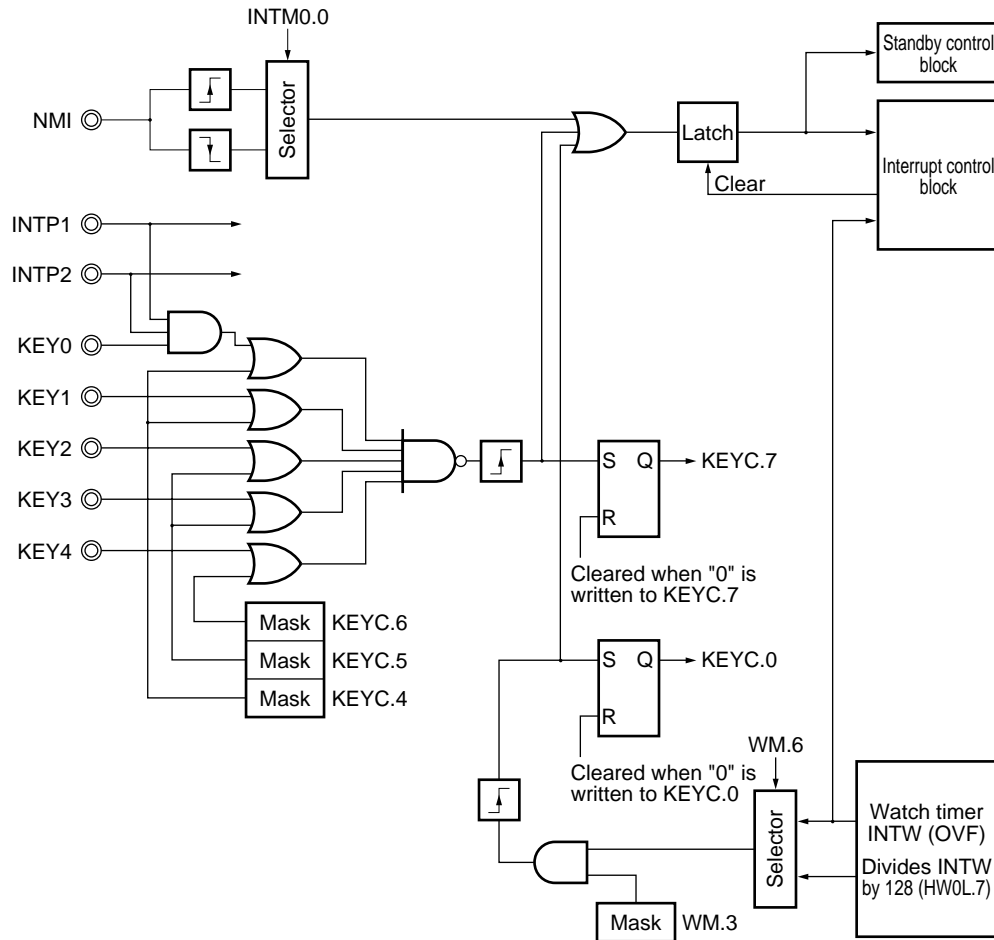 INTM0.0
NMI
Selector
Latch
Clear
Standby control
block
Interrupt control
block
INTP1
INTP2
KEY0
KEY1
KEY2
KEY3
KEY4
S Q
KEYC.7
R
Cleared when "0" is
written to KEYC.7
Mask KEYC.6
Mask KEYC.5
Mask KEYC.4
S Q
KEYC.0
R
Cleared when "0" is
written to KEYC.0
WM.6
Selector
Watch timer
INTW (OVF)
Divides INTW
by 128 (HW0L.7)
Mask WM.3